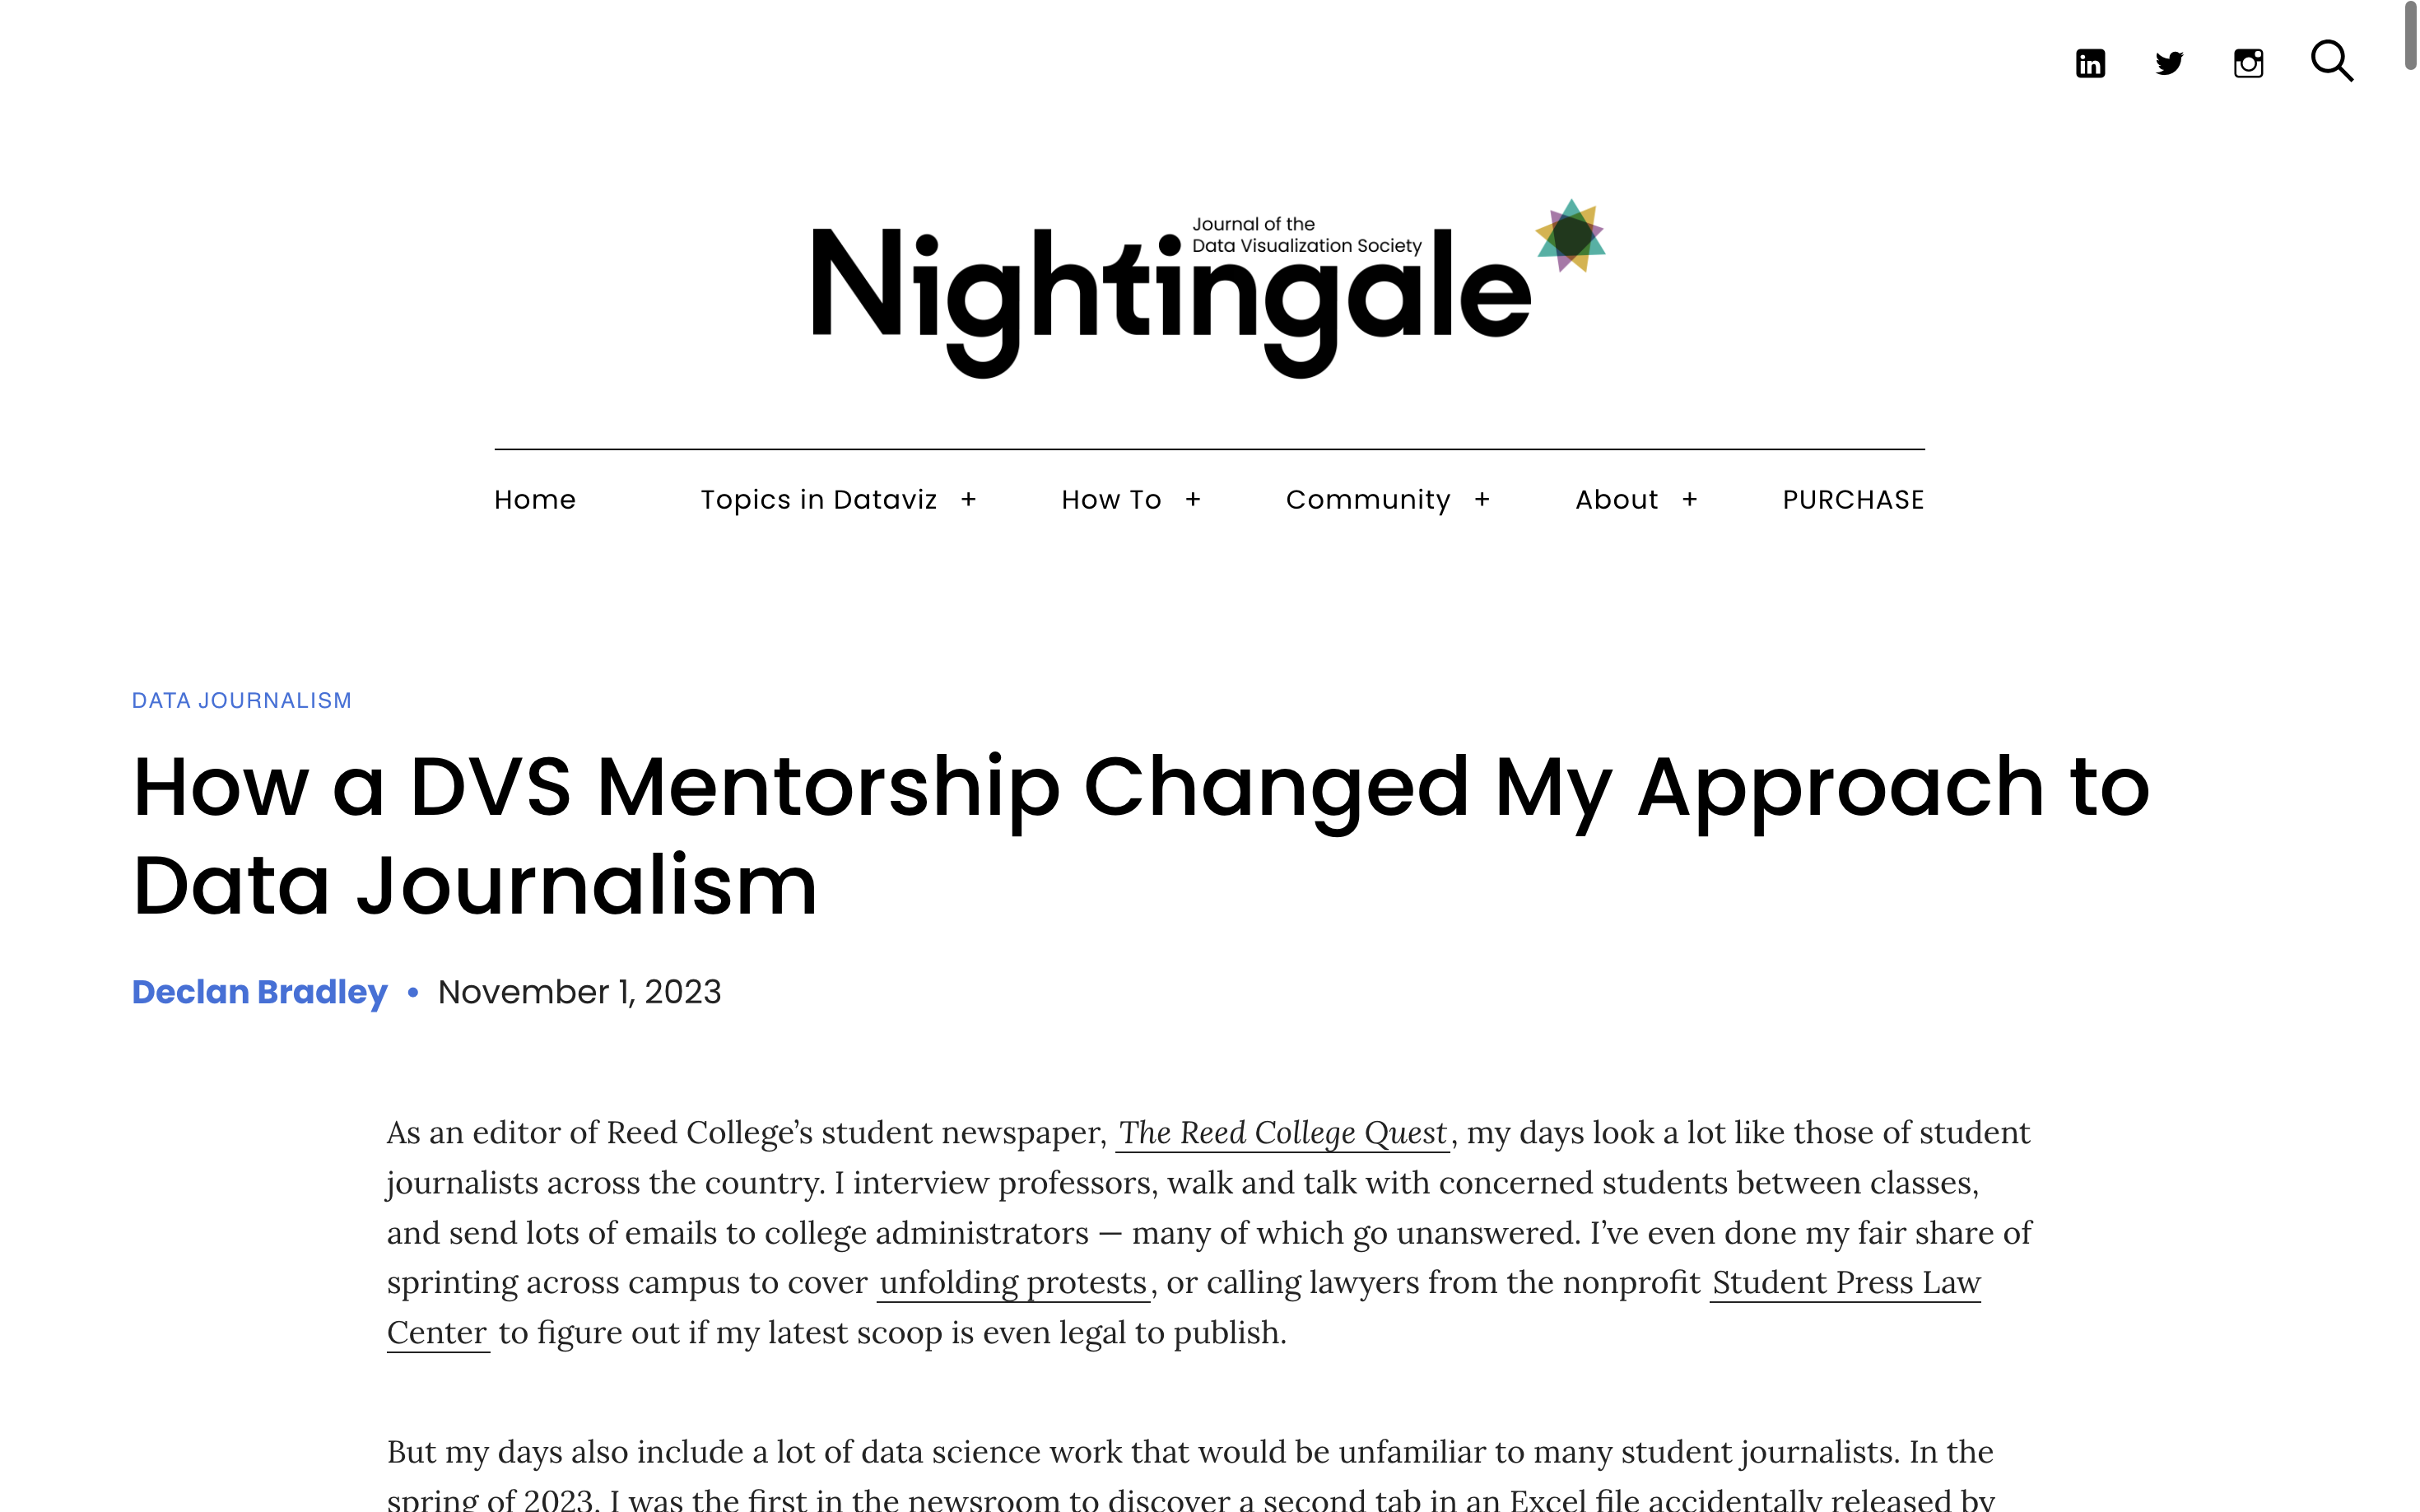 Journal of the
Data Visualization Society
Nightingale
Home Topics in Dataviz + How To + Community + About + PURCHASE
DATA JOURNALISM
How a DVS Mentorship Changed My Approach to
Data Journalism
Declan Bradley • November 1, 2023
As an editor of Reed College’s student newspaper, The Reed College Quest, my days look a lot like those of student
journalists across the country. I interview professors, walk and talk with concerned students between classes,
and send lots of emails to college administrators — many of which go unanswered. I’ve even done my fair share of
sprinting across campus to cover unfolding protests, or calling lawyers from the nonprofit Student Press Law
Center to figure out if my latest scoop is even legal to publish.
But my days also include a lot of data science work that would be unfamiliar to many student journalists. In the
spring of 2023, I was the first in the newsroom to discover a second tab in an Excel file accidentally released by